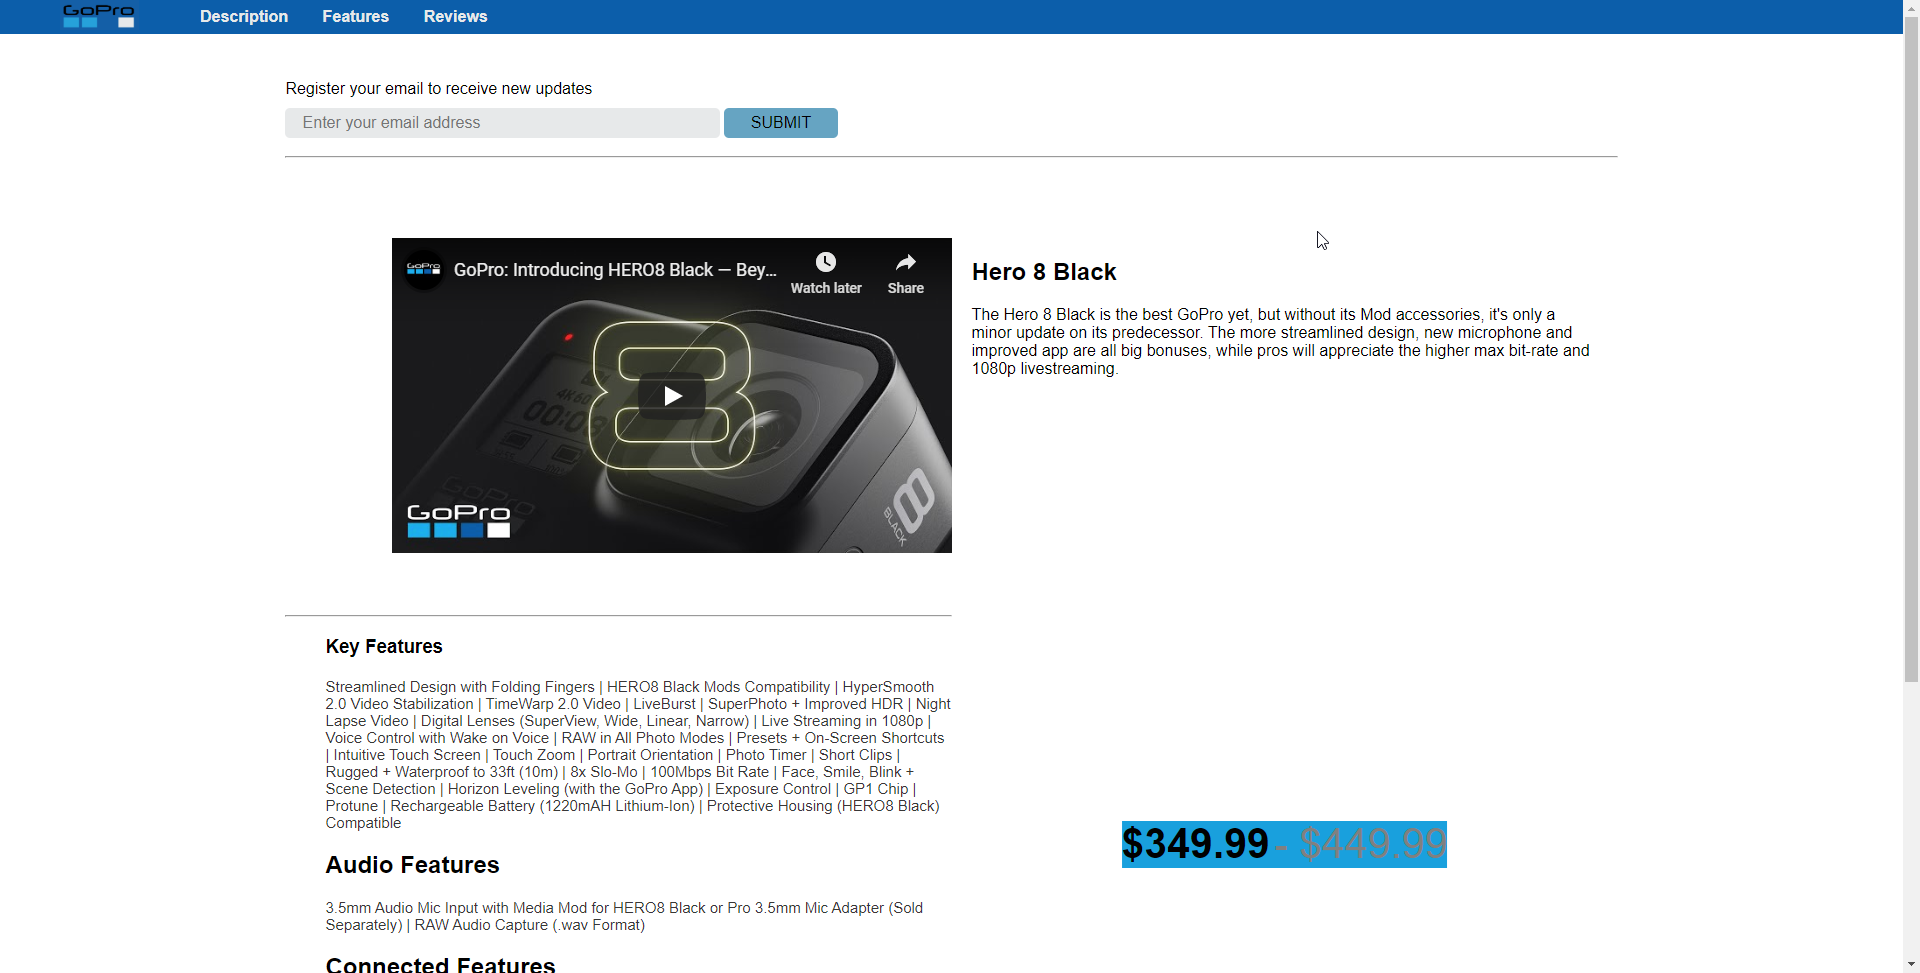 GoPro
Description Features Reviews
Register your email to receive new updates
Enter your email address SUBMIT
GoPro
GoPro: Introducing HERO8 Black — Bey...
Watch later Share
4K60
00:08
GoPro
8
BLACK
GoPro
Hero 8 Black
The Hero 8 Black is the best GoPro yet, but without its Mod accessories, it's only a
minor update on its predecessor. The more streamlined design, new microphone and
improved app are all big bonuses, while pros will appreciate the higher max bit-rate and
1080p livestreaming.
Key Features
Streamlined Design with Folding Fingers | HERO8 Black Mods Compatibility | HyperSmooth
2.0 Video Stabilization | TimeWarp 2.0 Video | LiveBurst | SuperPhoto + Improved HDR | Night
Lapse Video | Digital Lenses (SuperView, Wide, Linear, Narrow) | Live Streaming in 1080p |
Voice Control with Wake on Voice | RAW in All Photo Modes | Presets + On-Screen Shortcuts
| Intuitive Touch Screen | Touch Zoom | Portrait Orientation | Photo Timer | Short Clips |
Rugged + Waterproof to 33ft (10m) | 8x Slo-Mo | 100Mbps Bit Rate | Face, Smile, Blink +
Scene Detection | Horizon Leveling (with the GoPro App) | Exposure Control | GP1 Chip |
Protune | Rechargeable Battery (1220mAH Lithium-Ion) | Protective Housing (HERO8 Black)
Compatible
$349.99 - $449.99
Audio Features
3.5mm Audio Mic Input with Media Mod for HERO8 Black or Pro 3.5mm Mic Adapter (Sold
Separately) | RAW Audio Capture (.wav Format)
Connected Features